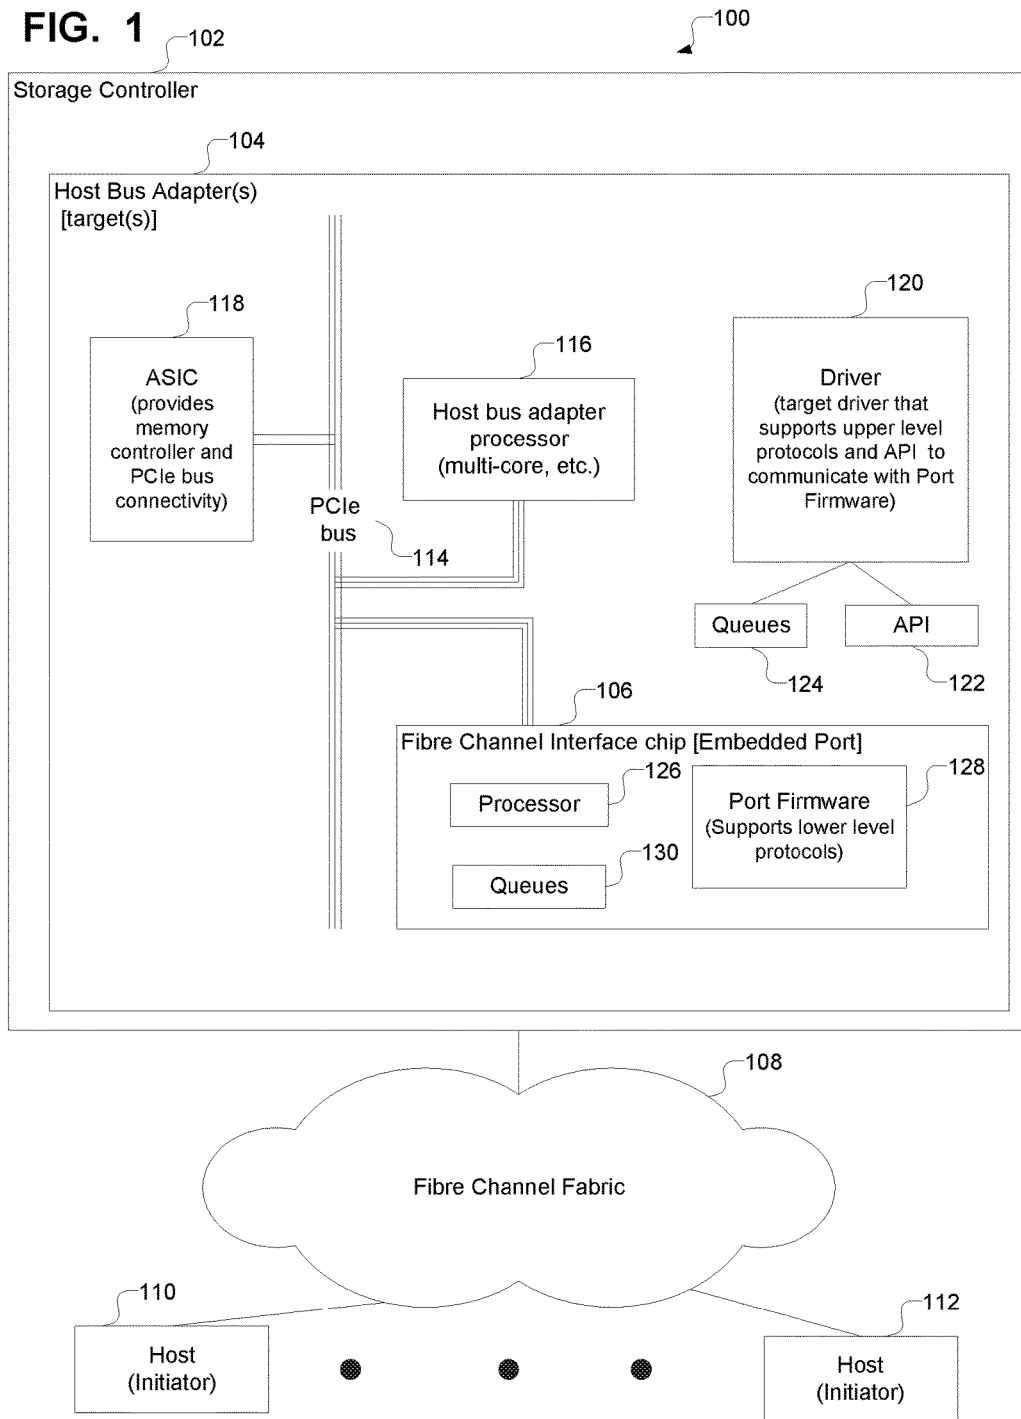 FIG. 1
100
102
Storage Controller
104
Host Bus Adapter(s)
[target(s)]
118
ASIC
(provides
memory
controller and
PCIe bus
connectivity)
116
Host bus adapter
processor
(multi-core, etc.)
120
Driver
(target driver that
supports upper level
protocols and API to
communicate with Port
Firmware)
PCIe
bus
114
Queues
API
124
122
106
Fibre Channel Interface chip [Embedded Port]
126
Processor
128
Port Firmware
(Supports lower level
protocols)
130
Queues
108
Fibre Channel Fabric
110
Host
(Initiator)
112
Host
(Initiator)